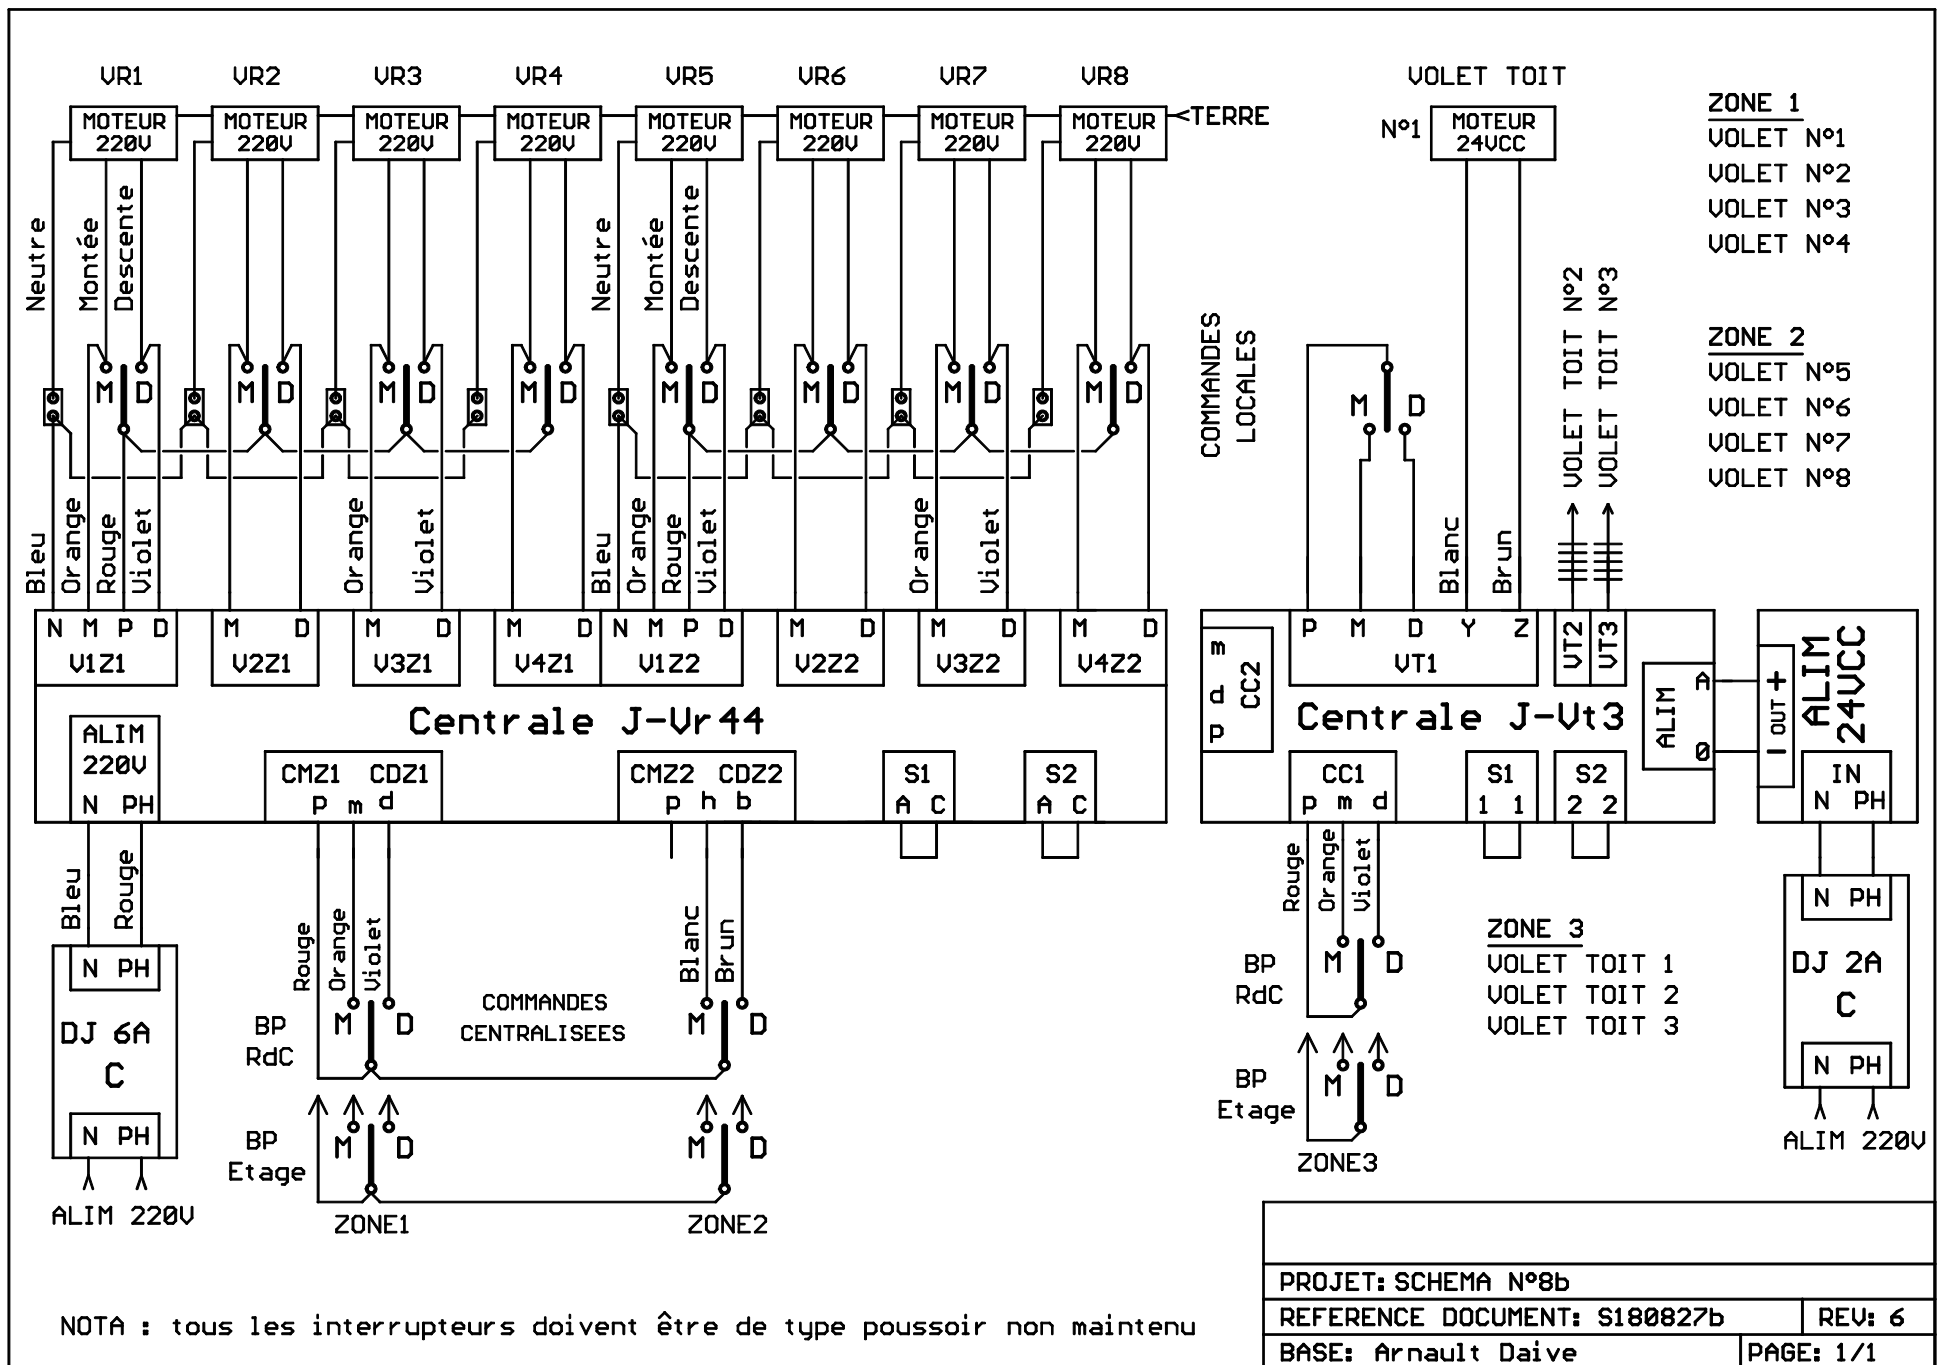 VR1 VR2 VR3 VR4 VR5 VR6 VR7 VR8 VOLET TOIT
MOTEUR 220V
MOTEUR 220V
MOTEUR 220V
MOTEUR 220V
MOTEUR 220V
MOTEUR 220V
MOTEUR 220V
MOTEUR 220V
<TERRE
N°1
MOTEUR 24VCC
ZONE 1
VOLET N°1
VOLET N°2
VOLET N°3
VOLET N°4
ZONE 2
VOLET N°5
VOLET N°6
VOLET N°7
VOLET N°8
Neutre
Montée
Descente
Neutre
Montée
Descente
COMMANDES
LOCALES
VOLET TOIT N°2
VOLET TOIT N°3
M D M D M D M D M D M D M D M D M D
Bleu
Orange
Rouge
Violet
Orange
Violet
Bleu
Orange
Rouge
Violet
Orange
Violet
Blanc
Brun
N M P D M D M D M D N M P D M D M D M D
V1Z1 V2Z1 V3Z1 V4Z1 V1Z2 V2Z2 V3Z2 V4Z2
Centrale J-Vr44
ALIM
220V
N PH
CMZ1 CDZ1
p m d
CMZ2 CDZ2
p h b
S1
A C
S2
A C
m
d
p
CC2
P M D Y Z
VT1
VT2
VT3
Centrale J-Vt3
ALIM
A
0
CC1
p m d
S1
1 1
S2
2 2
+
OUT
-
ALIM
24VCC
IN
N PH
Bleu
Rouge
N PH
DJ 6A
C
N PH
ALIM 220V
Rouge
Orange
Violet
Blanc
Brun
BP
RdC
M D
COMMANDES
CENTRALISEES
M D
BP
Etage
M D
M D
ZONE1
ZONE2
Rouge
Orange
Violet
BP
RdC
M D
BP
Etage
M D
ZONE3
ZONE 3
VOLET TOIT 1
VOLET TOIT 2
VOLET TOIT 3
N PH
DJ 2A
C
N PH
ALIM 220V
NOTA : tous les interrupteurs doivent être de type poussoir non maintenu
PROJET: SCHEMA N°8b
REFERENCE DOCUMENT: S180827b REV: 6
BASE: Arnault Daive PAGE: 1/1